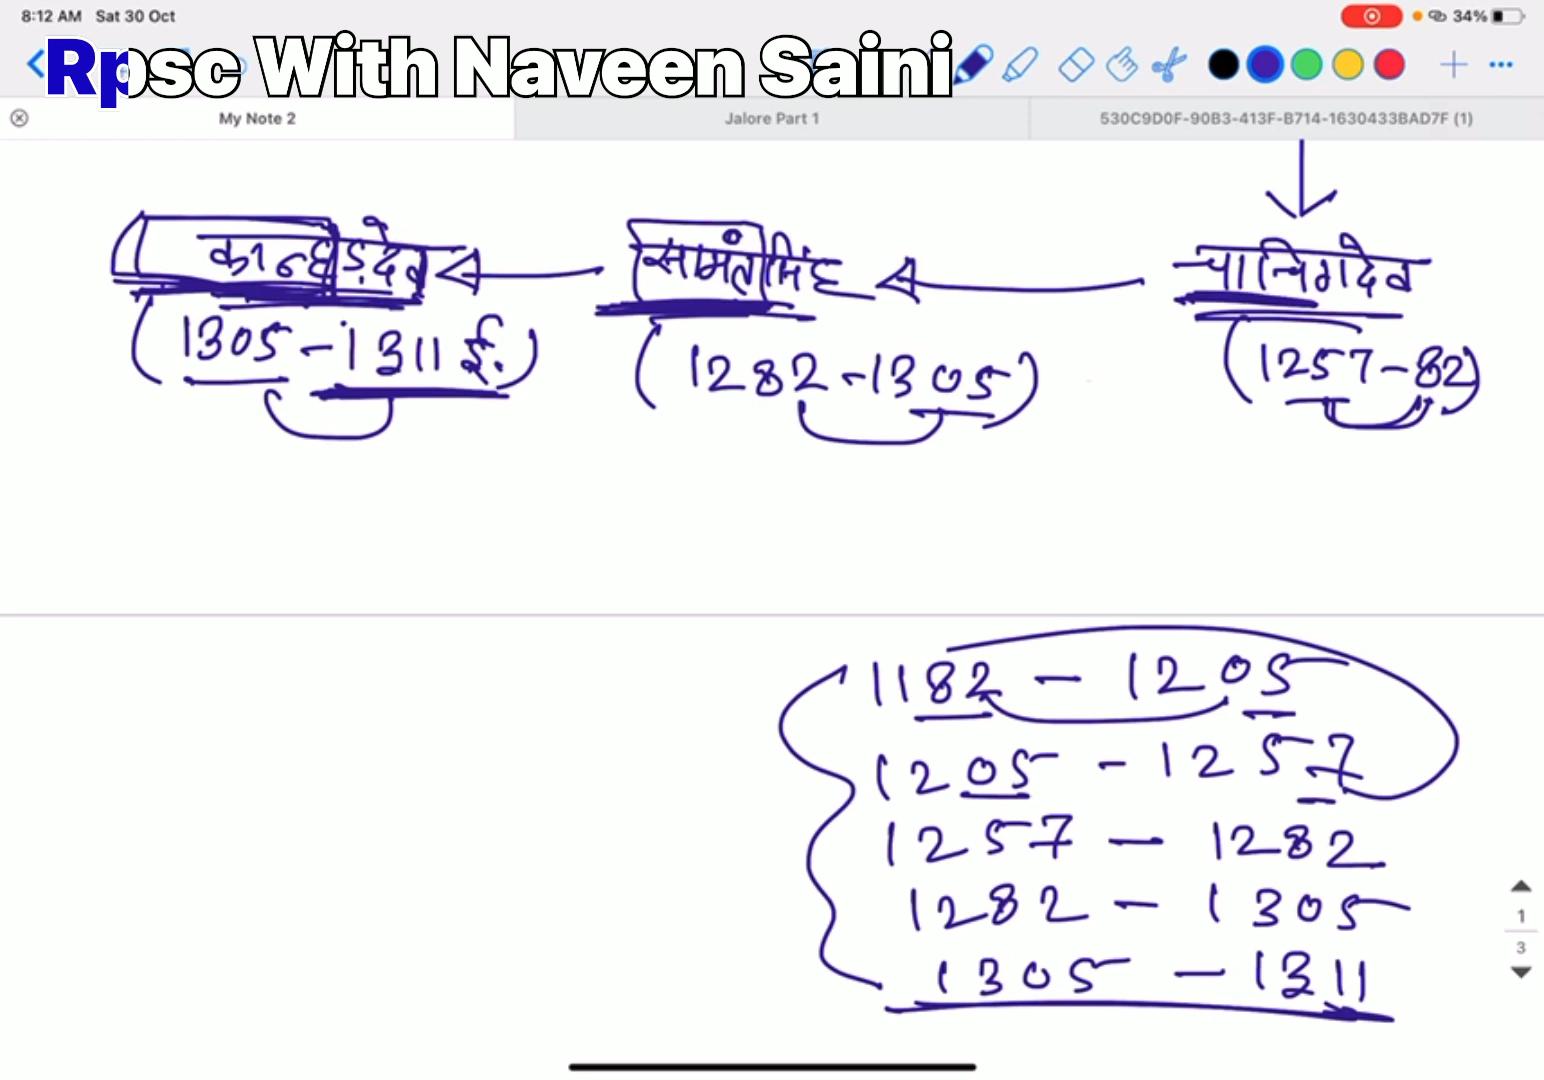 8:12 AM Sat 30 Oct
34%
Rpsc With Naveen Saini
My Note 2
Jalore Part 1
530C9D0F-90B3-413F-B714-1630433BAD7F (1)
कान्हड़देव
सामंतसिंह
चाचिगदेव
(1305-1311 ई.)
(1282-1305)
(1257-82)
1182 - 1205
1205 - 1257
1257 - 1282
1282 - 1305
1305 - 1311
1
3